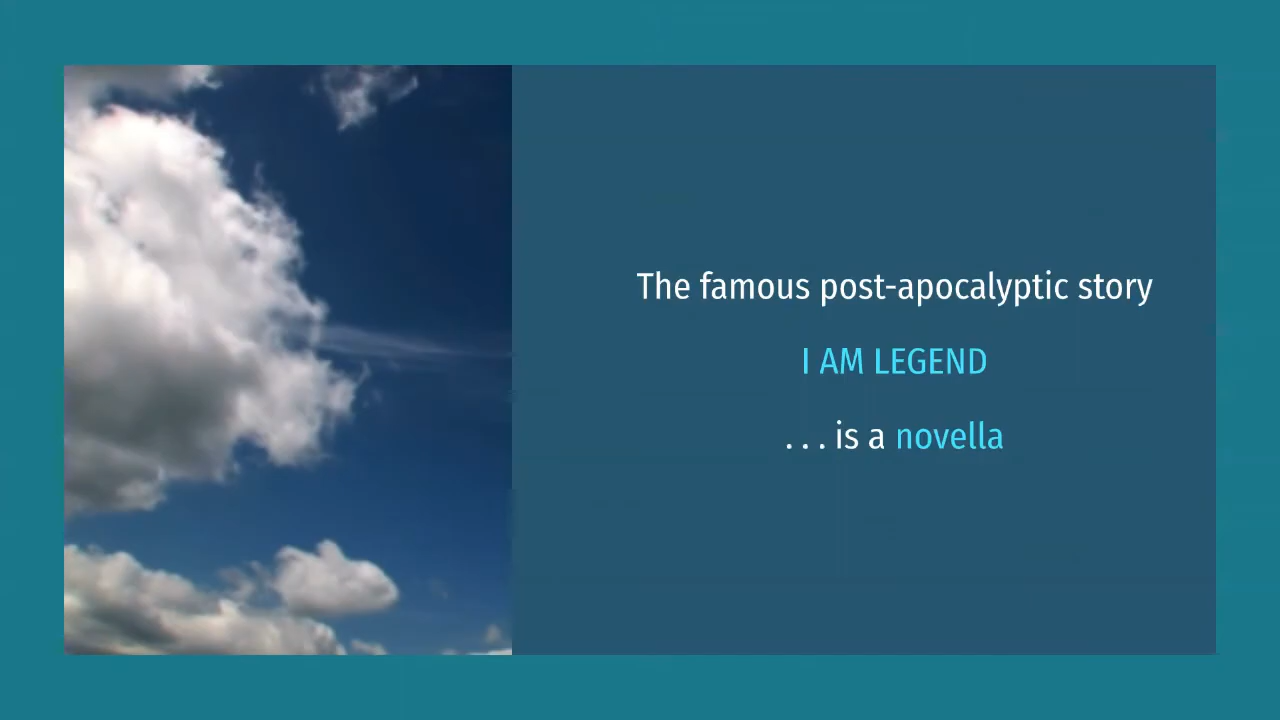 The famous post-apocalyptic story
I AM LEGEND
. . . is a novella